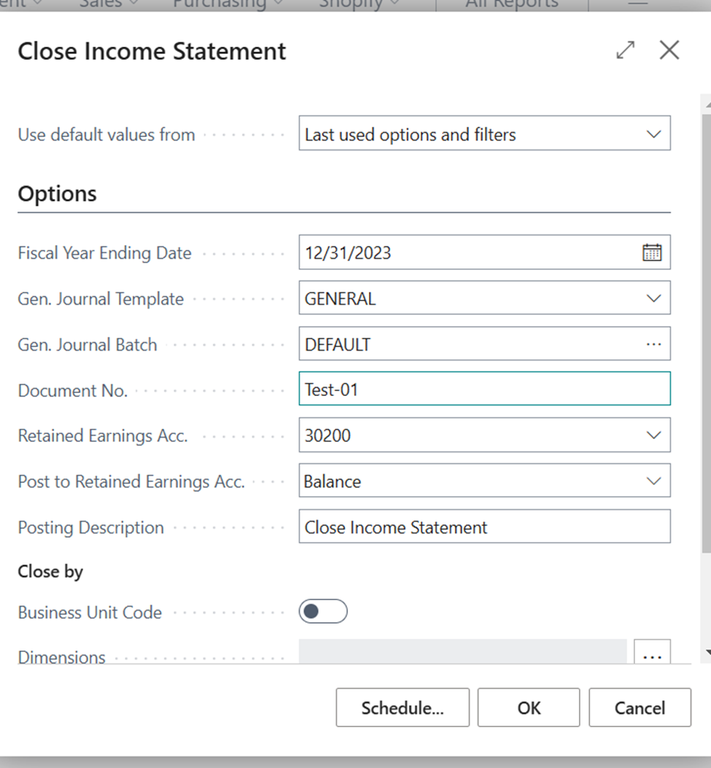 ent Sales Purchasing Shopify All Reports
Close Income Statement
Use default values from Last used options and filters
Options
Fiscal Year Ending Date 12/31/2023
Gen. Journal Template GENERAL
Gen. Journal Batch DEFAULT
Document No. Test-01
Retained Earnings Acc. 30200
Post to Retained Earnings Acc. Balance
Posting Description Close Income Statement
Close by
Business Unit Code
Dimensions ...
Schedule... OK Cancel